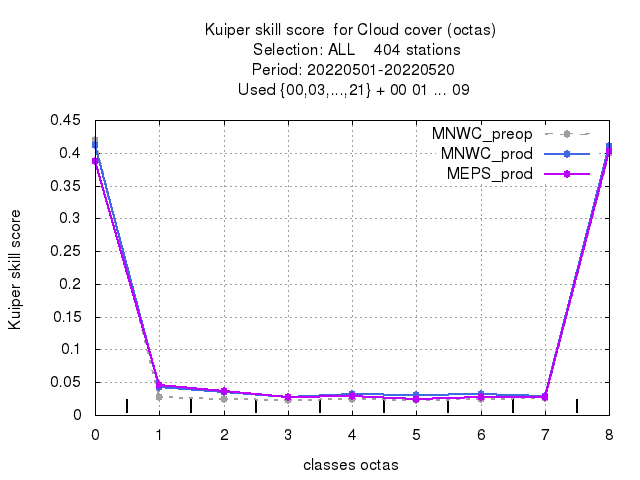 Kuiper skill score  for Cloud cover (octas)
Selection: ALL    404 stations
Period: 20220501-20220520
Used {00,03,...,21} + 00 01 ... 09
MNWC_preop
MNWC_prod
MEPS_prod
0.45
0.4
0.35
0.3
0.25
0.2
0.15
0.1
0.05
0
Kuiper skill score
0 1 2 3 4 5 6 7 8
classes octas